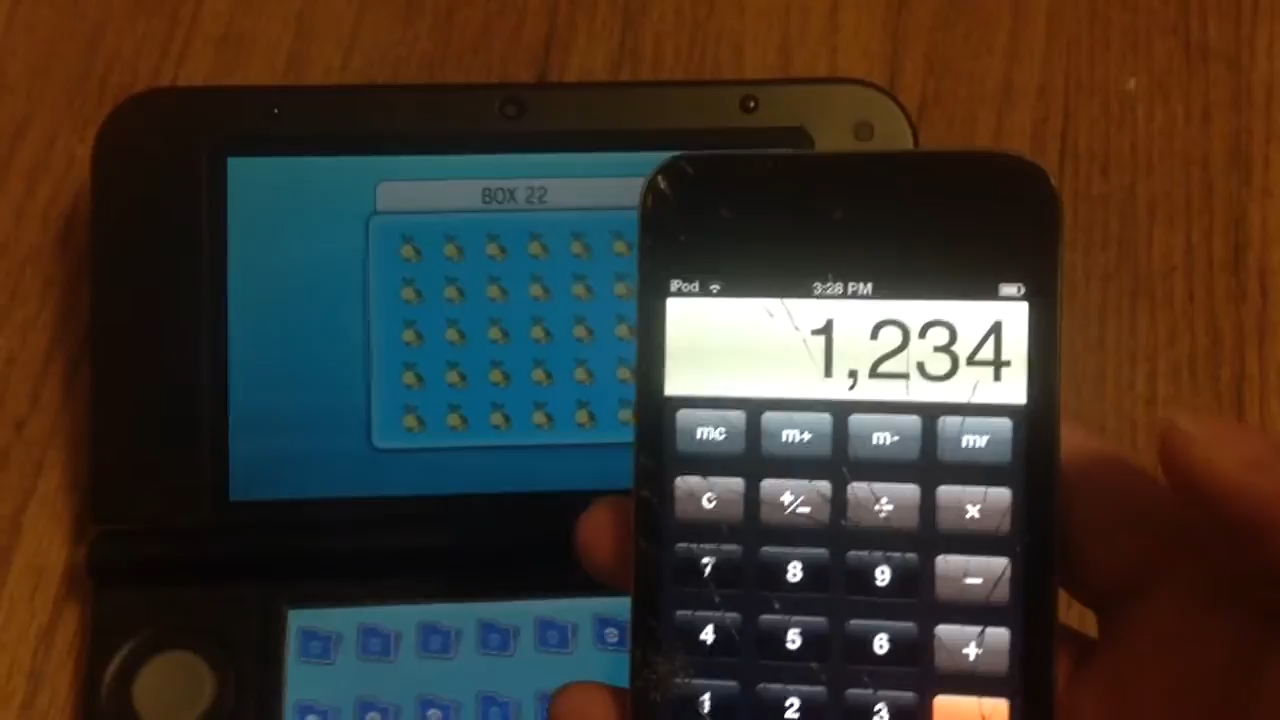 BOX 22
iPod 3:28 PM
1,234
mc m+ m- mr
c +/- ÷ ×
7 8 9 −
4 5 6 +
1 2 3